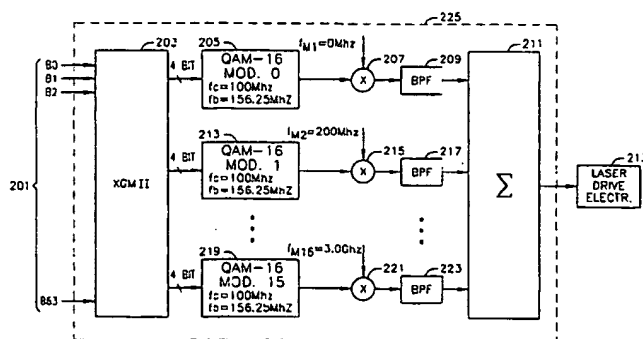 225
203
205
fM1=0Mhz
207
209
211
B0
B1
B2
4 BIT
QAM-16
MOD. 0
fc=100Mhz
fb=156.25MhZ
X
BPF
213
fM2=200Mhz
215
217
201
XGMII
4 BIT
QAM-16
MOD. 1
fc=100Mhz
fb=156.25MhZ
X
BPF
Σ
LASER
DRIVE
ELECTR.
219
fM16=3.0Ghz
221
223
4 BIT
QAM-16
MOD. 15
fc=100Mhz
fb=156.25MhZ
X
BPF
B63